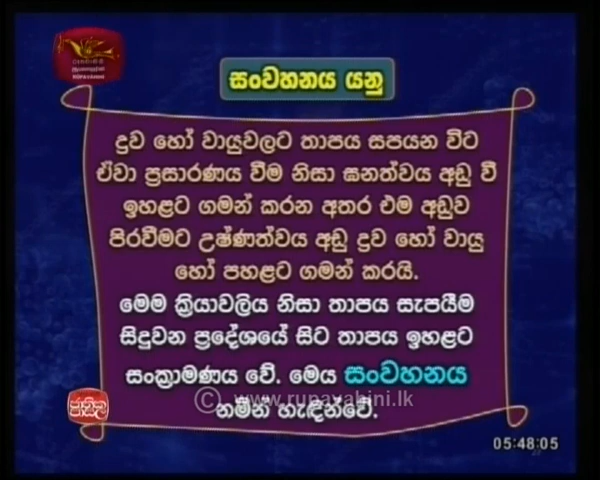 සංවහනය යනු
ද්‍රව හෝ වායුවලට තාපය සපයන විට
ඒවා ප්‍රසාරණය වීම නිසා ඝනත්වය අඩු වී
ඉහළට ගමන් කරන අතර එම අඩුව
පිරවීමට උෂ්ණත්වය අඩු ද්‍රව හෝ වායු
හෝ පහළට ගමන් කරයි.
මෙම ක්‍රියාවලිය නිසා තාපය සැපයීම
සිදුවන ප්‍රදේශයේ සිට තාපය ඉහළට
සංක්‍රාමණය වේ. මෙය සංවහනය
නමින් හැඳින්වේ.
© www.rupavahini.lk
ජාතික
පාසල
05:48:05